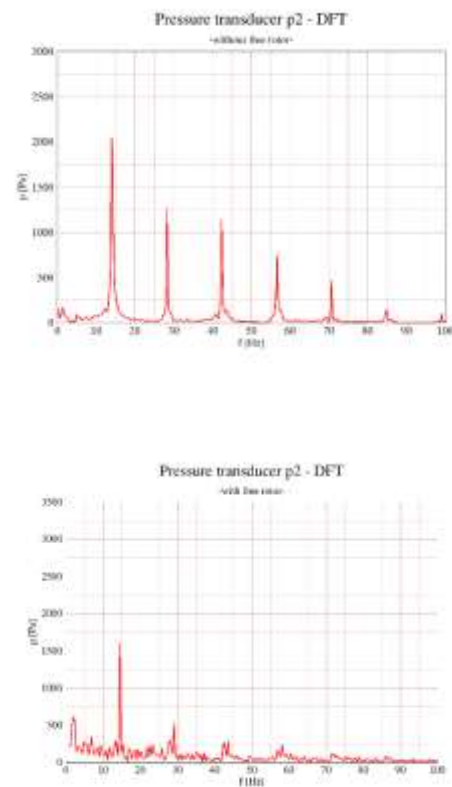 Pressure transducer p2 - DFT
-without free rotor-
3000
2500
2000
1500
1000
500
0
p [Pa]
0 10 20 30 40 50 60 70 80 90 100
f [Hz]
Pressure transducer p2 - DFT
-with free rotor-
3500
3000
2500
2000
1500
1000
500
0
p [Pa]
0 10 20 30 40 50 60 70 80 90 100
f [Hz]